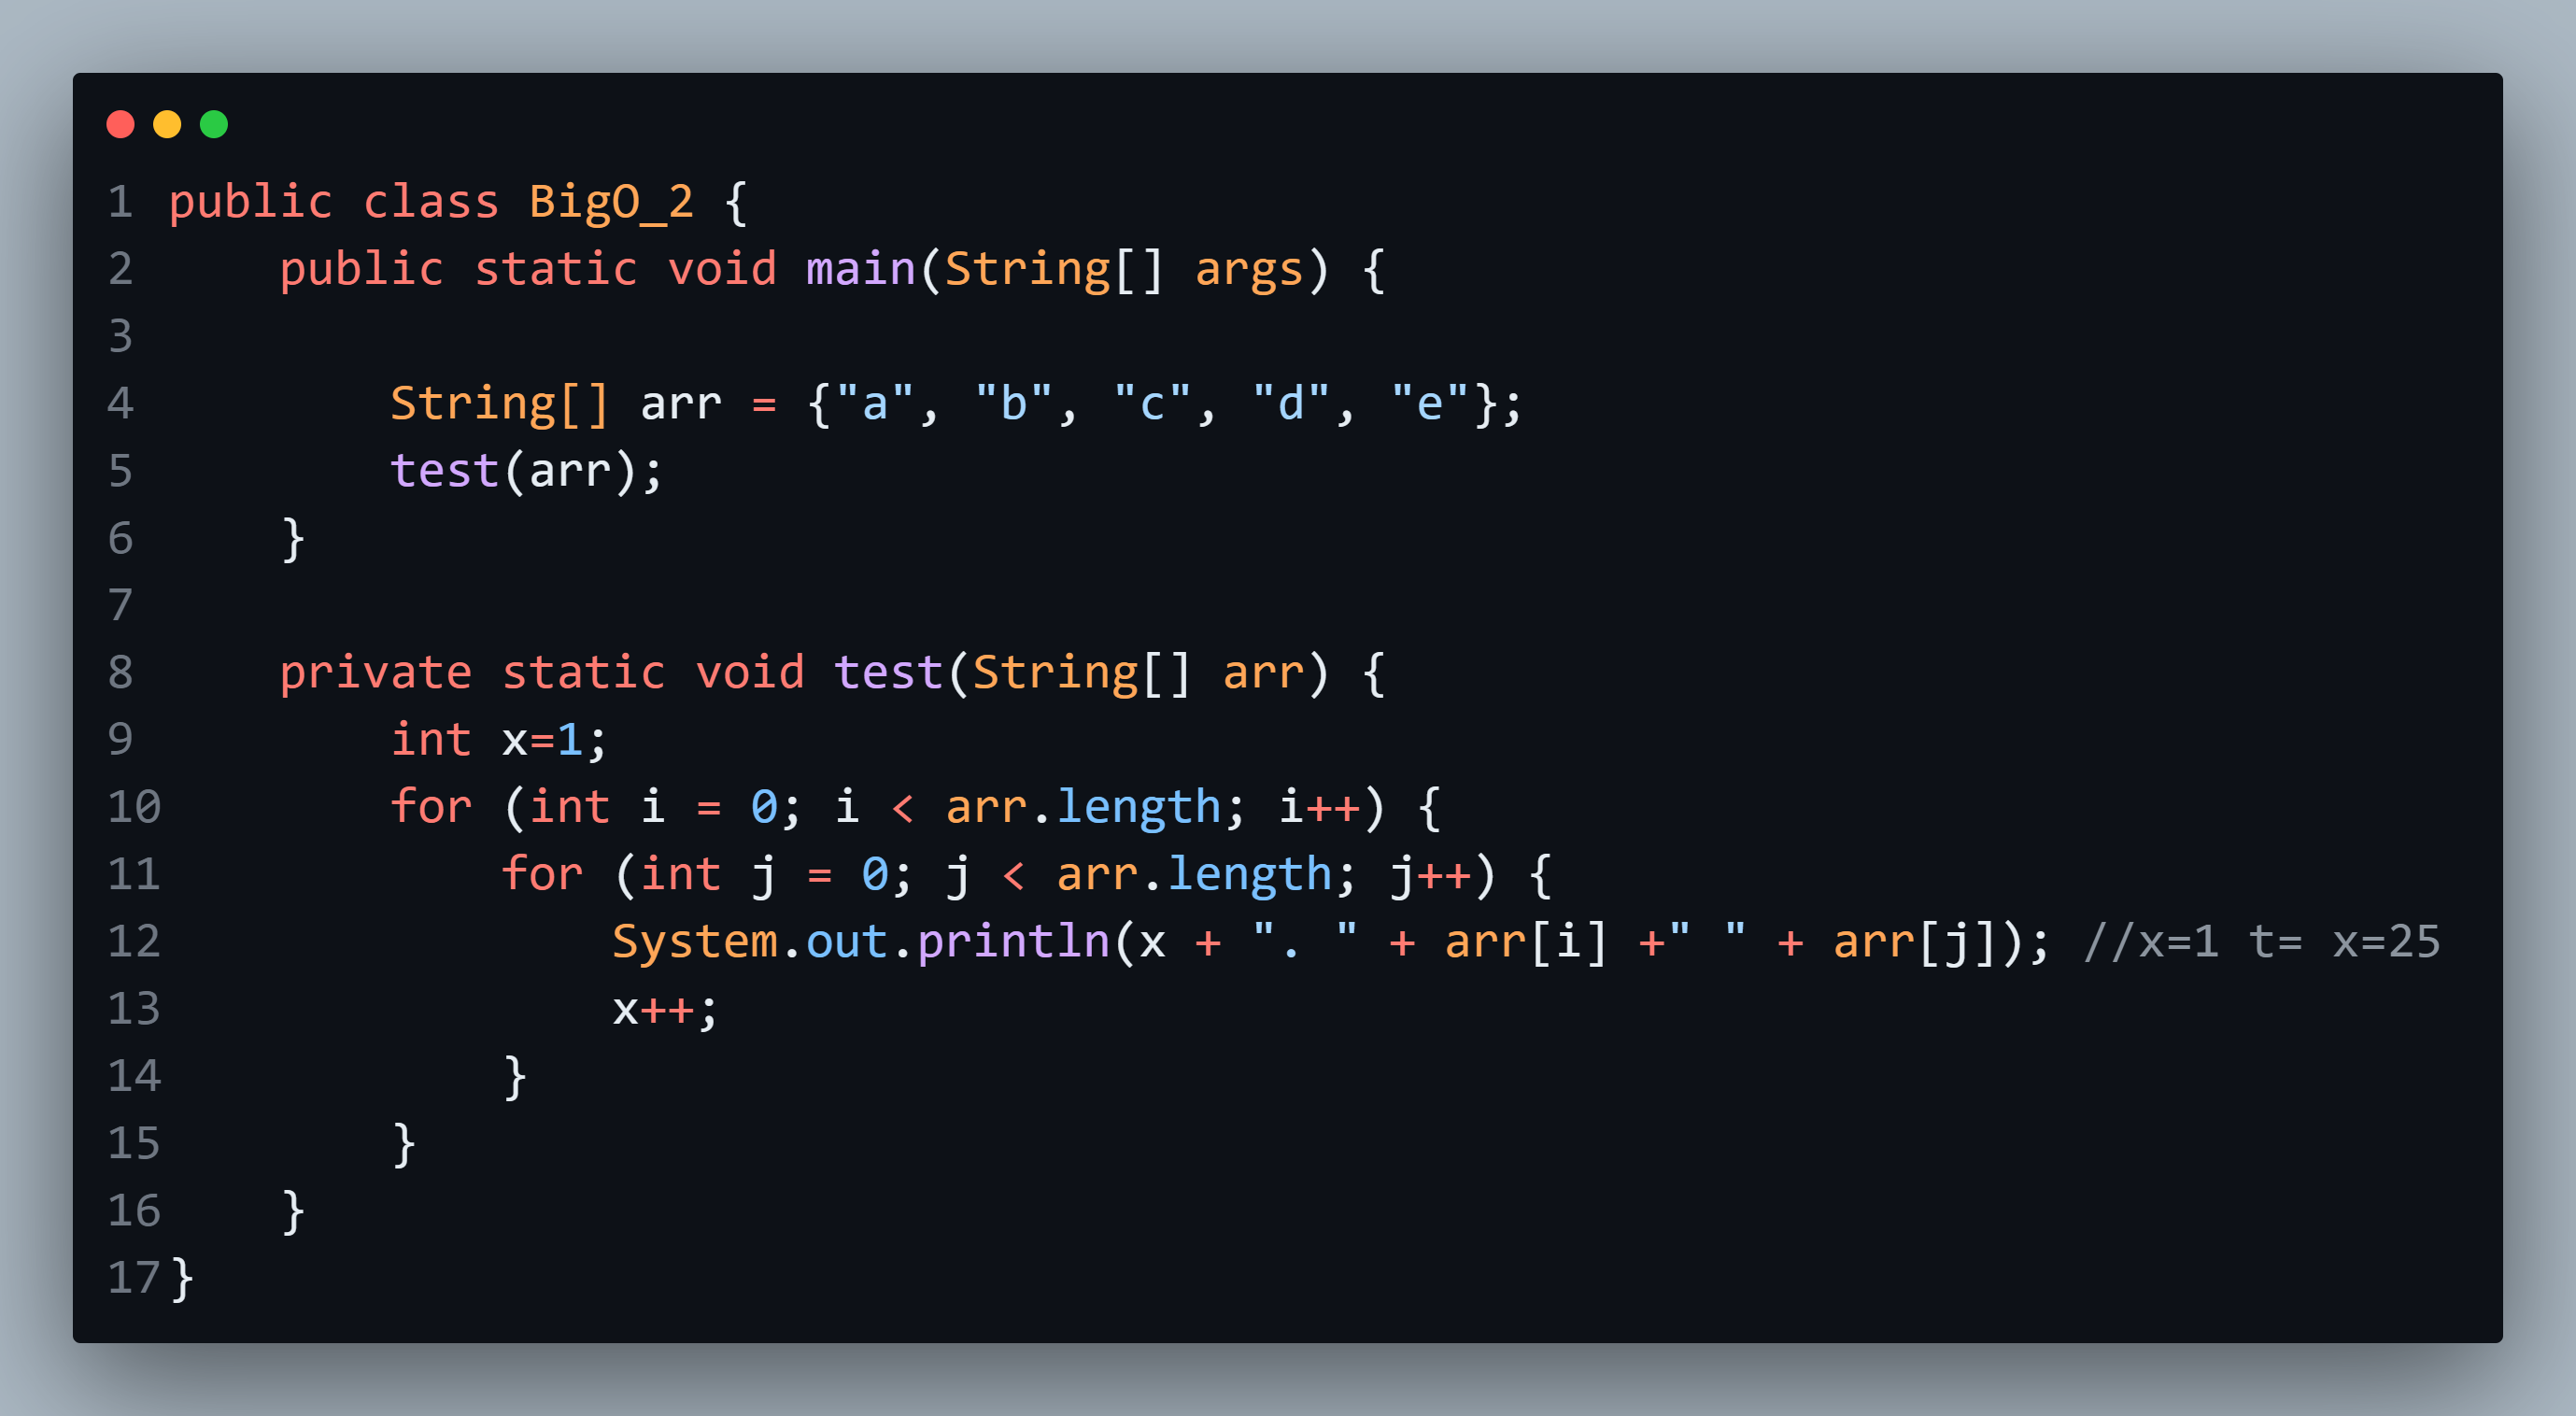 1 public class BigO_2 {
2     public static void main(String[] args) {
3
4         String[] arr = {"a", "b", "c", "d", "e"};
5         test(arr);
6     }
7
8     private static void test(String[] arr) {
9         int x=1;
10         for (int i = 0; i < arr.length; i++) {
11             for (int j = 0; j < arr.length; j++) {
12                 System.out.println(x + ". " + arr[i] +" " + arr[j]); //x=1 t= x=25
13                 x++;
14             }
15         }
16     }
17 }